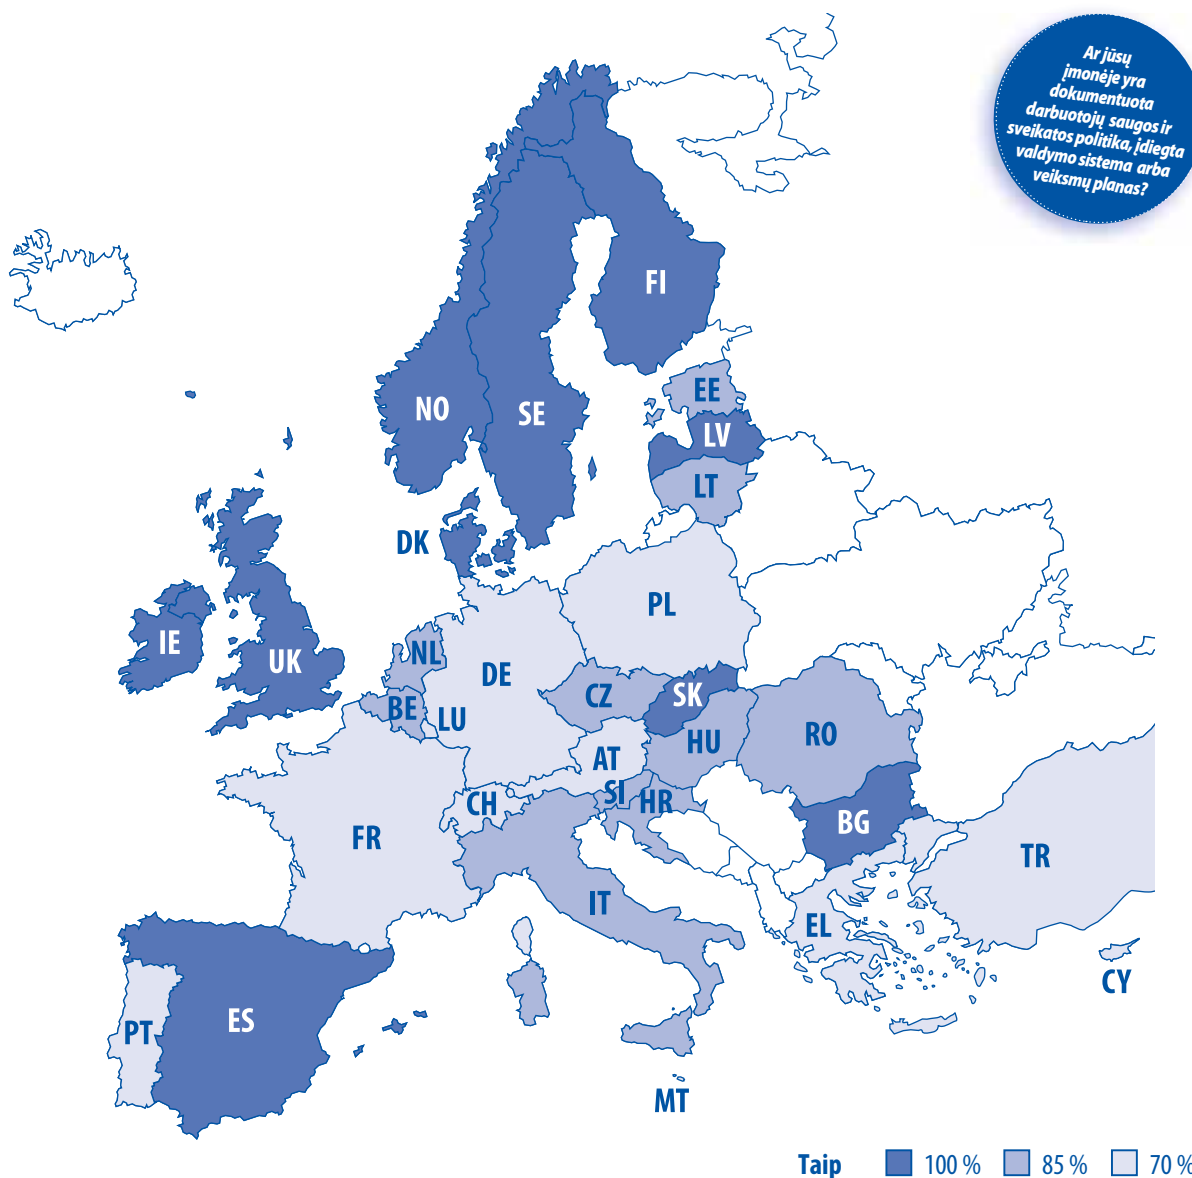 Ar jūsų
įmonėje yra
dokumentuota
darbuotojų saugos ir
sveikatos politika, įdiegta
valdymo sistema arba
veiksmų planas?
FI
NO
SE
EE
LV
LT
DK
PL
IE
UK
NL
DE
BE
LU
CZ
SK
HU
RO
AT
SI
HR
CH
FR
BG
TR
IT
EL
CY
PT
ES
MT
Taip 100 % 85 % 70 %